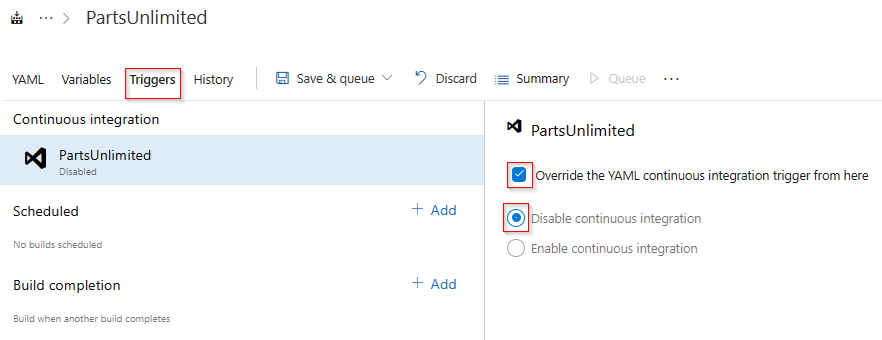 ··· > PartsUnlimited
YAML Variables Triggers History Save & queue Discard Summary Queue ···
Continuous integration
PartsUnlimited
Disabled
Scheduled + Add
No builds scheduled
Build completion + Add
Build when another build completes
PartsUnlimited
Override the YAML continuous integration trigger from here
Disable continuous integration
Enable continuous integration